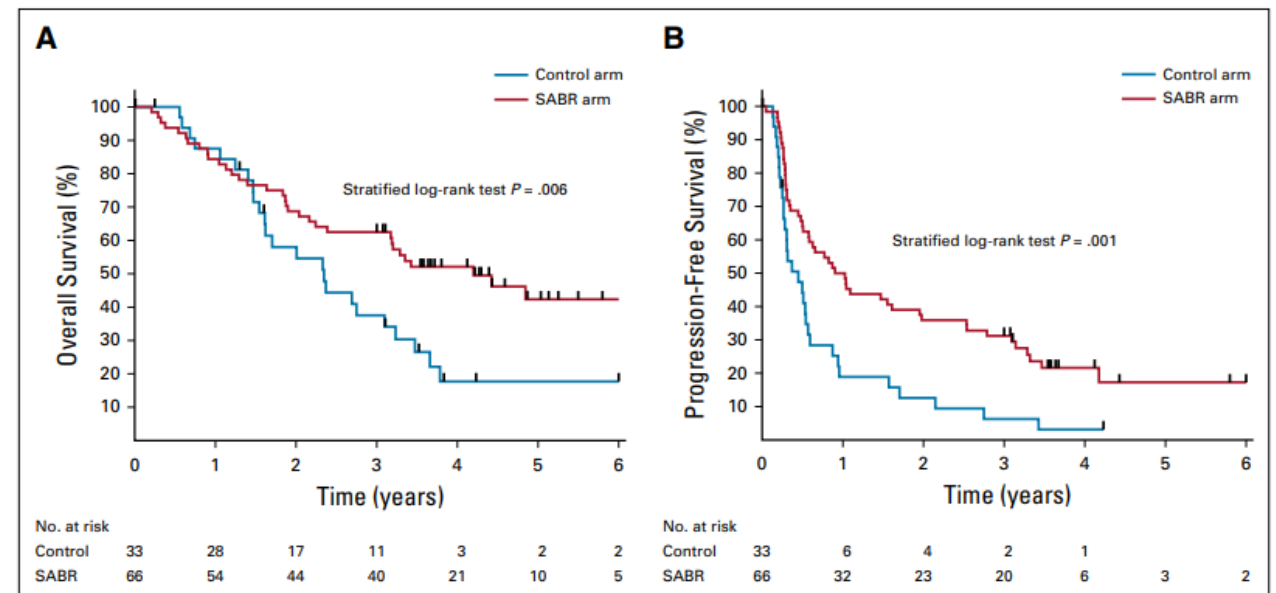 A
Control arm
SABR arm
100
90
80
70
60
50
40
30
20
10
Overall Survival (%)
Stratified log-rank test P = .006
0 1 2 3 4 5 6
Time (years)
No. at risk
Control 33 28 17 11 3 2 2
SABR 66 54 44 40 21 10 5
B
Control arm
SABR arm
100
90
80
70
60
50
40
30
20
10
Progression-Free Survival (%)
Stratified log-rank test P = .001
0 1 2 3 4 5 6
Time (years)
No. at risk
Control 33 6 4 2 1
SABR 66 32 23 20 6 3 2